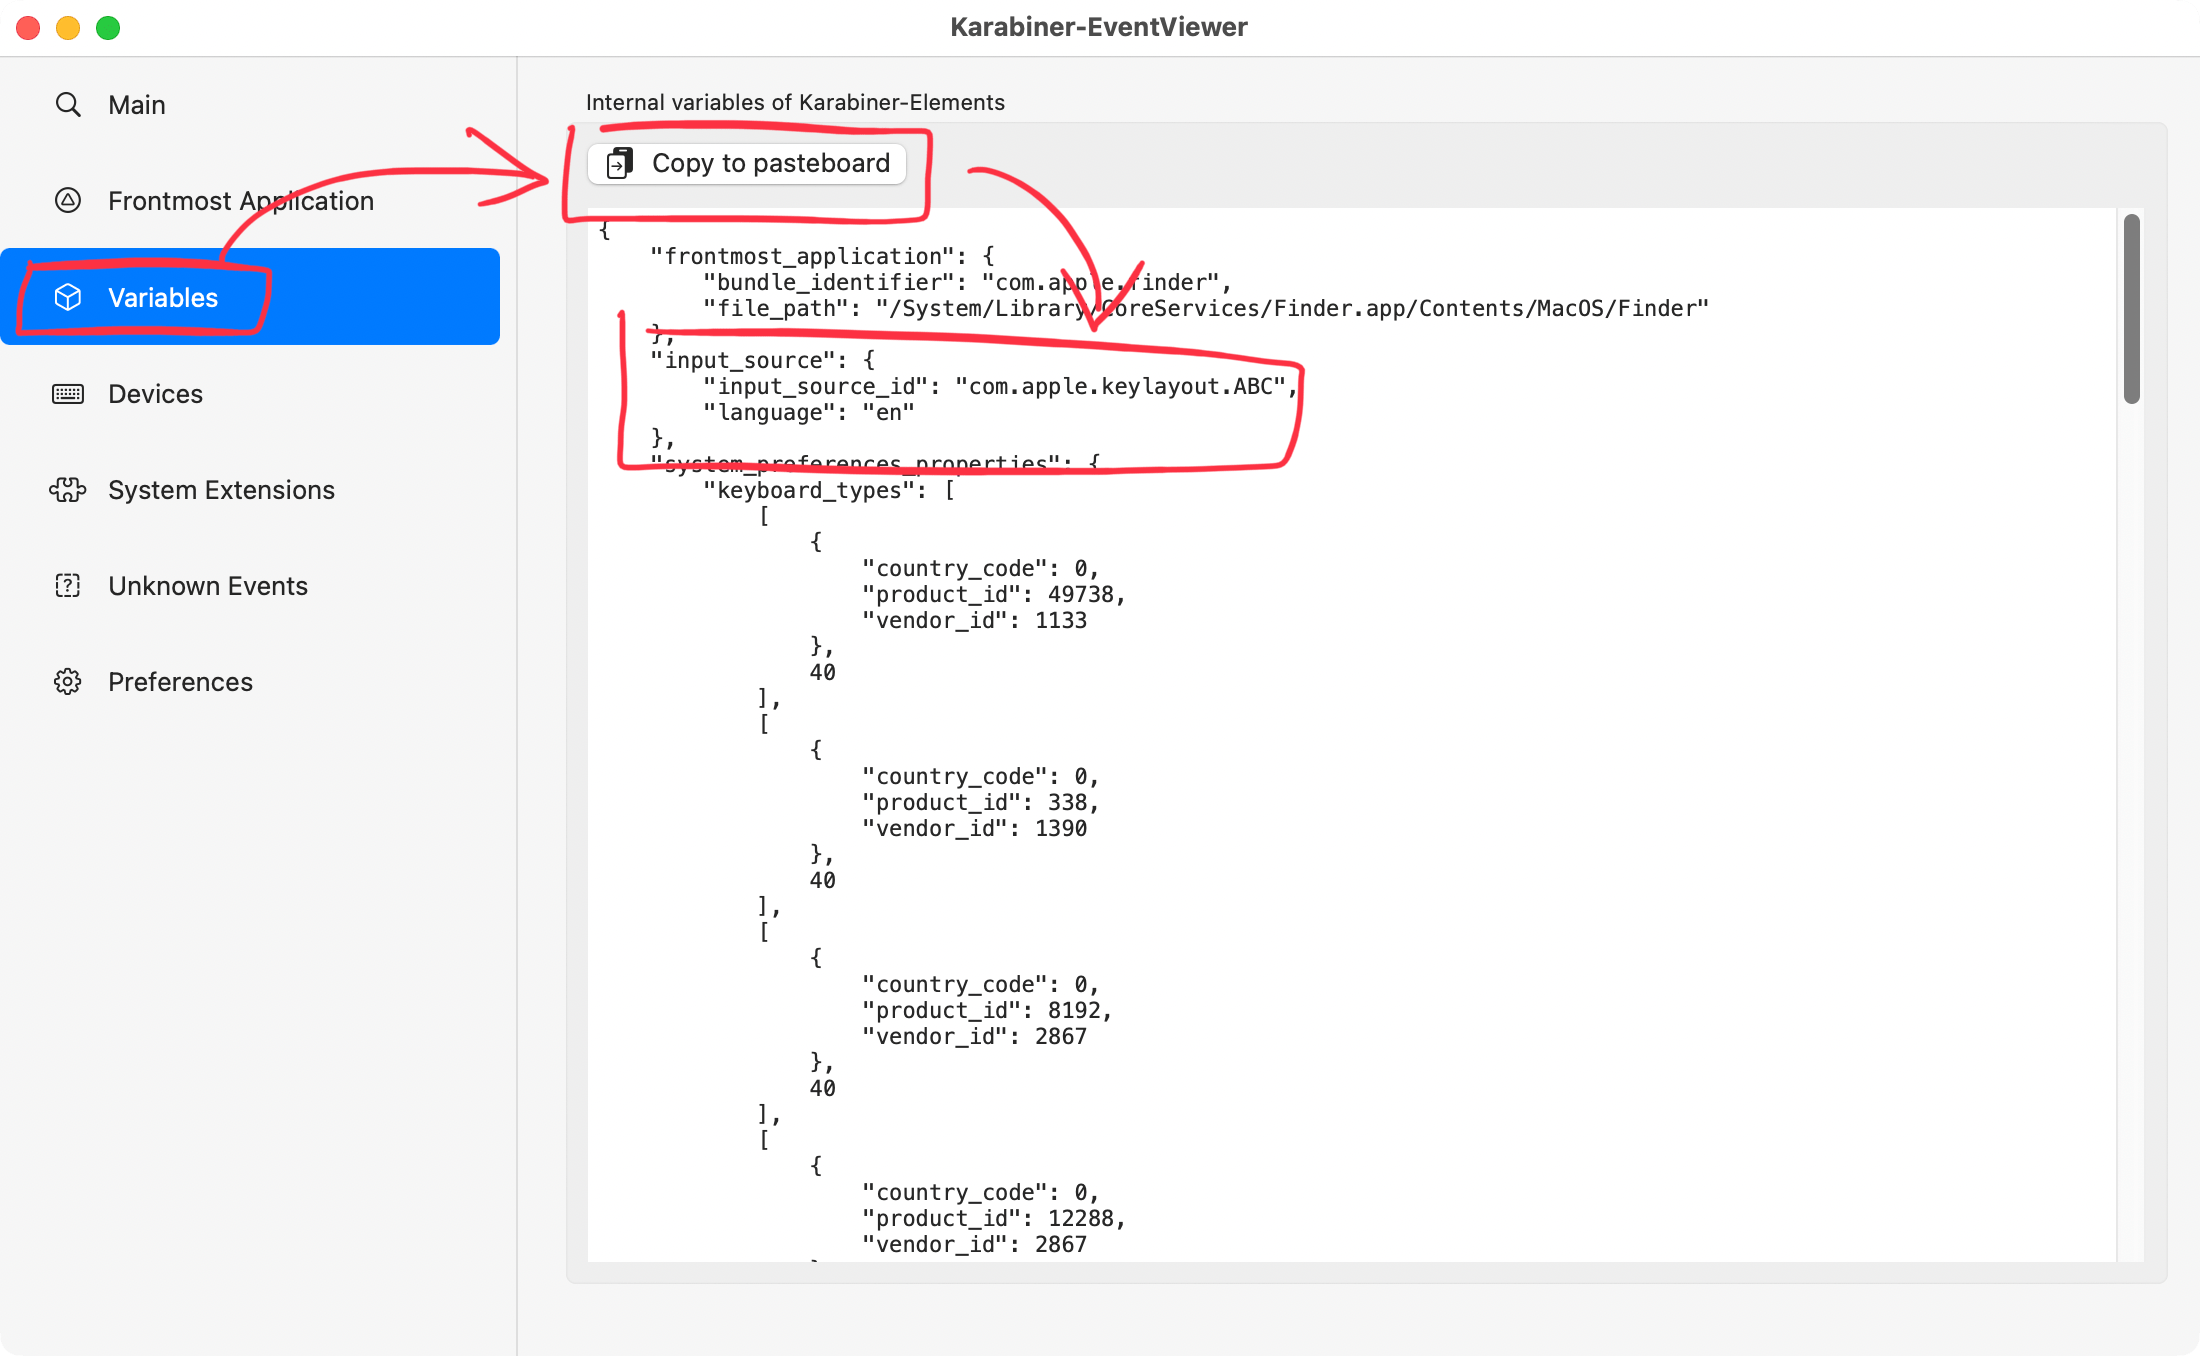 Karabiner-EventViewer
Main
Frontmost Application
Variables
Devices
System Extensions
Unknown Events
Preferences
Internal variables of Karabiner-Elements
Copy to pasteboard
{
    "frontmost_application": {
        "bundle_identifier": "com.apple.finder",
        "file_path": "/System/Library/CoreServices/Finder.app/Contents/MacOS/Finder"
    },
    "input_source": {
        "input_source_id": "com.apple.keylayout.ABC",
        "language": "en"
    },
    "system_preferences_properties": {
        "keyboard_types": [
            [
                {
                    "country_code": 0,
                    "product_id": 49738,
                    "vendor_id": 1133
                },
                40
            ],
            [
                {
                    "country_code": 0,
                    "product_id": 338,
                    "vendor_id": 1390
                },
                40
            ],
            [
                {
                    "country_code": 0,
                    "product_id": 8192,
                    "vendor_id": 2867
                },
                40
            ],
            [
                {
                    "country_code": 0,
                    "product_id": 12288,
                    "vendor_id": 2867